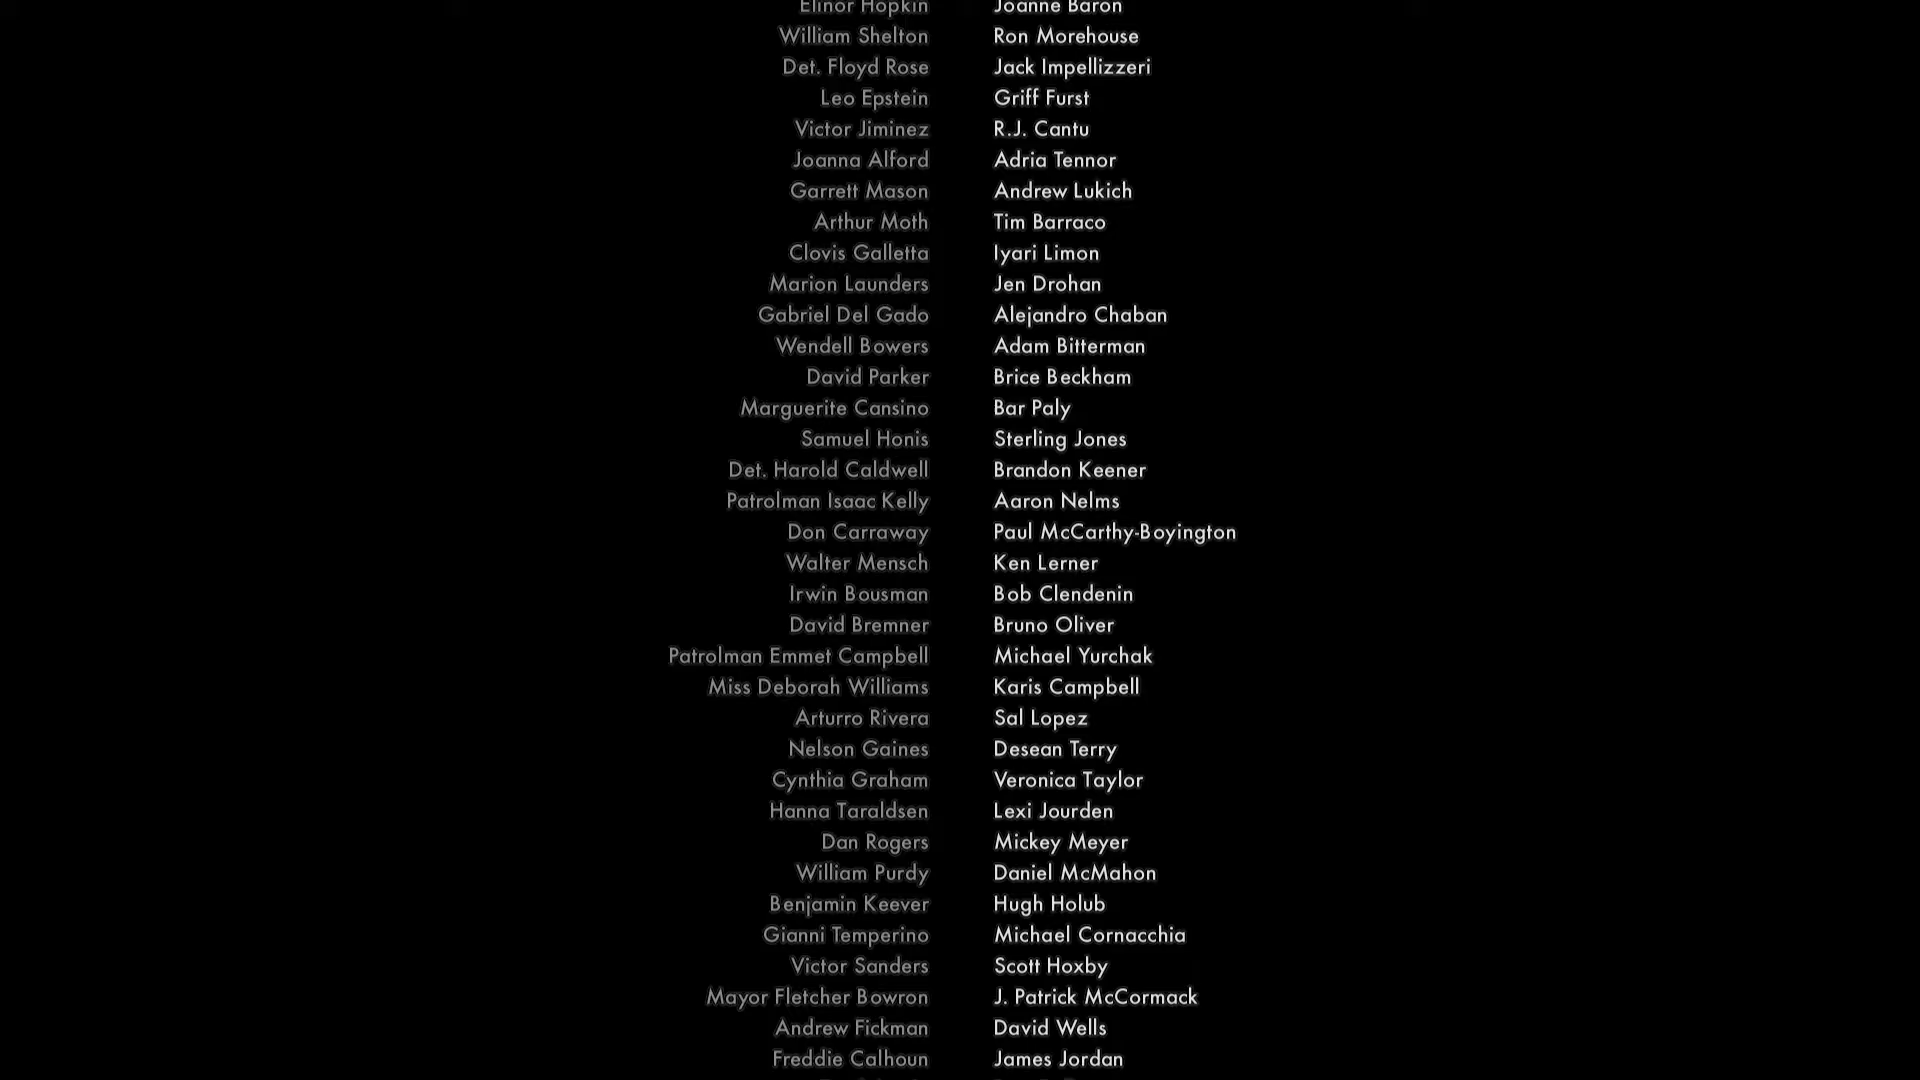 Elinor Hopkin Joanne Baron
William Shelton Ron Morehouse
Det. Floyd Rose Jack Impellizzeri
Leo Epstein Griff Furst
Victor Jiminez R.J. Cantu
Joanna Alford Adria Tennor
Garrett Mason Andrew Lukich
Arthur Moth Tim Barraco
Clovis Galletta Iyari Limon
Marion Launders Jen Drohan
Gabriel Del Gado Alejandro Chaban
Wendell Bowers Adam Bitterman
David Parker Brice Beckham
Marguerite Cansino Bar Paly
Samuel Honis Sterling Jones
Det. Harold Caldwell Brandon Keener
Patrolman Isaac Kelly Aaron Nelms
Don Carraway Paul McCarthy-Boyington
Walter Mensch Ken Lerner
Irwin Bousman Bob Clendenin
David Bremner Bruno Oliver
Patrolman Emmet Campbell Michael Yurchak
Miss Deborah Williams Karis Campbell
Arturro Rivera Sal Lopez
Nelson Gaines Desean Terry
Cynthia Graham Veronica Taylor
Hanna Taraldsen Lexi Jourden
Dan Rogers Mickey Meyer
William Purdy Daniel McMahon
Benjamin Keever Hugh Holub
Gianni Temperino Michael Cornacchia
Victor Sanders Scott Hoxby
Mayor Fletcher Bowron J. Patrick McCormack
Andrew Fickman David Wells
Freddie Calhoun James Jordan